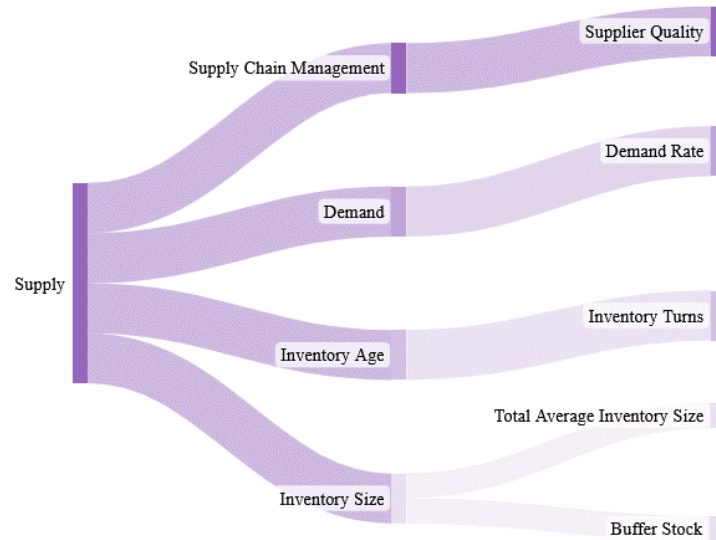 Supplier Quality
Supply Chain Management
Demand Rate
Demand
Supply
Inventory Turns
Inventory Age
Total Average Inventory Size
Inventory Size
Buffer Stock